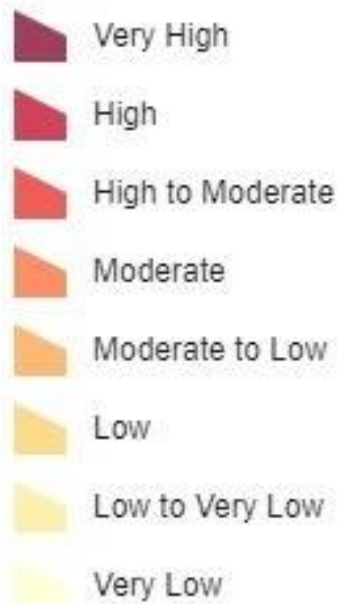 Very High
High
High to Moderate
Moderate
Moderate to Low
Low
Low to Very Low
Very Low